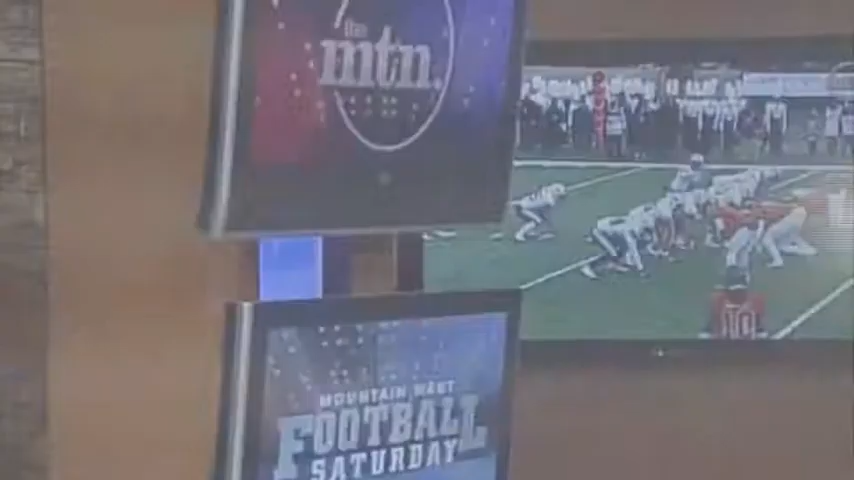 the
mtn.
MOUNTAIN WEST
FOOTBALL
SATURDAY
10